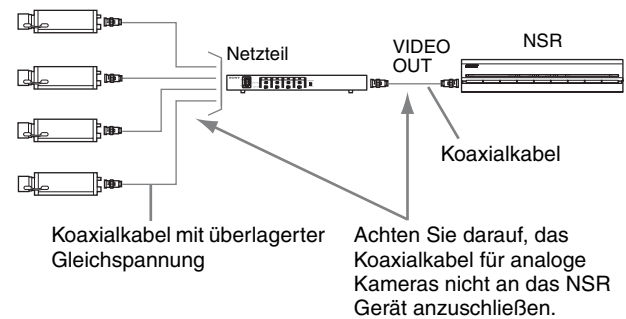 Netzteil
VIDEO
OUT
NSR
Koaxialkabel
Koaxialkabel mit überlagerter
Gleichspannung
Achten Sie darauf, das
Koaxialkabel für analoge
Kameras nicht an das NSR
Gerät anzuschließen.